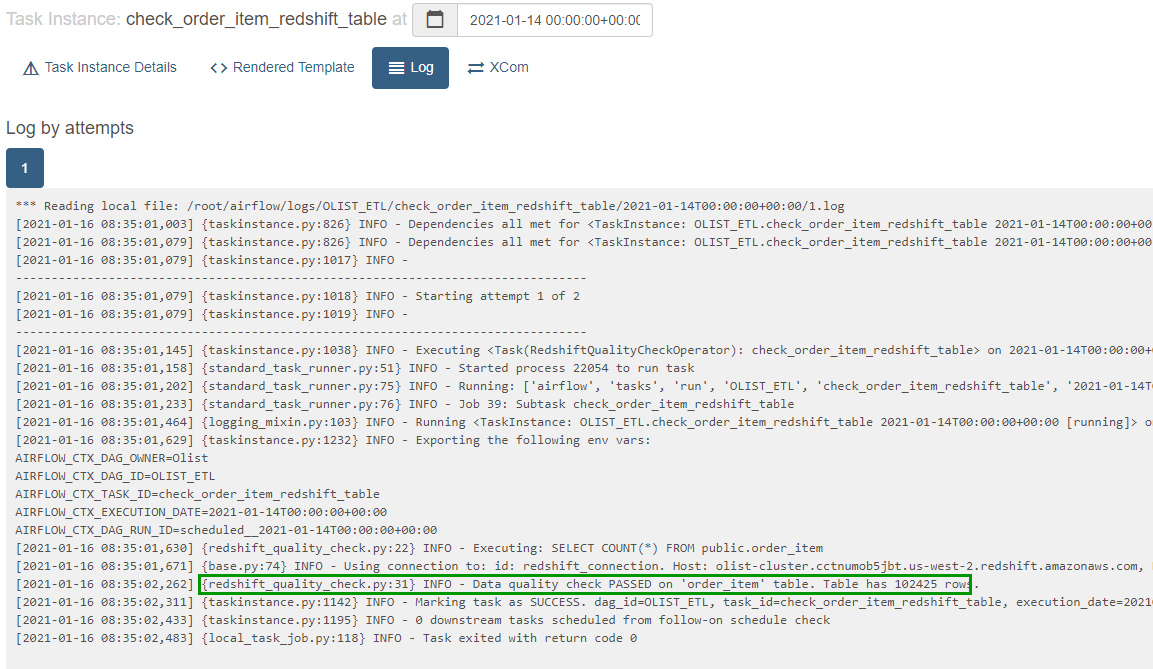 Task Instance: check_order_item_redshift_table at 2021-01-14 00:00:00+00:00
Task Instance Details Rendered Template Log XCom
Log by attempts
1
*** Reading local file: /root/airflow/logs/OLIST_ETL/check_order_item_redshift_table/2021-01-14T00:00:00+00:00/1.log
[2021-01-16 08:35:01,003] {taskinstance.py:826} INFO - Dependencies all met for <TaskInstance: OLIST_ETL.check_order_item_redshift_table 2021-01-14T00:00:00+00
[2021-01-16 08:35:01,079] {taskinstance.py:826} INFO - Dependencies all met for <TaskInstance: OLIST_ETL.check_order_item_redshift_table 2021-01-14T00:00:00+00
[2021-01-16 08:35:01,079] {taskinstance.py:1017} INFO -
--------------------------------------------------------------------------------
[2021-01-16 08:35:01,079] {taskinstance.py:1018} INFO - Starting attempt 1 of 2
[2021-01-16 08:35:01,079] {taskinstance.py:1019} INFO -
--------------------------------------------------------------------------------
[2021-01-16 08:35:01,145] {taskinstance.py:1038} INFO - Executing <Task(RedshiftQualityCheckOperator): check_order_item_redshift_table> on 2021-01-14T00:00:00+
[2021-01-16 08:35:01,158] {standard_task_runner.py:51} INFO - Started process 22054 to run task
[2021-01-16 08:35:01,202] {standard_task_runner.py:75} INFO - Running: ['airflow', 'tasks', 'run', 'OLIST_ETL', 'check_order_item_redshift_table', '2021-01-14T
[2021-01-16 08:35:01,233] {standard_task_runner.py:76} INFO - Job 39: Subtask check_order_item_redshift_table
[2021-01-16 08:35:01,464] {logging_mixin.py:103} INFO - Running <TaskInstance: OLIST_ETL.check_order_item_redshift_table 2021-01-14T00:00:00+00:00 [running]> o
[2021-01-16 08:35:01,629] {taskinstance.py:1232} INFO - Exporting the following env vars:
AIRFLOW_CTX_DAG_OWNER=Olist
AIRFLOW_CTX_DAG_ID=OLIST_ETL
AIRFLOW_CTX_TASK_ID=check_order_item_redshift_table
AIRFLOW_CTX_EXECUTION_DATE=2021-01-14T00:00:00+00:00
AIRFLOW_CTX_DAG_RUN_ID=scheduled__2021-01-14T00:00:00+00:00
[2021-01-16 08:35:01,630] {redshift_quality_check.py:22} INFO - Executing: SELECT COUNT(*) FROM public.order_item
[2021-01-16 08:35:01,671] {base.py:74} INFO - Using connection to: id: redshift_connection. Host: olist-cluster.cctnumob5jbt.us-west-2.redshift.amazonaws.com,
[2021-01-16 08:35:02,262] {redshift_quality_check.py:31} INFO - Data quality check PASSED on 'order_item' table. Table has 102425 rows.
[2021-01-16 08:35:02,311] {taskinstance.py:1142} INFO - Marking task as SUCCESS. dag_id=OLIST_ETL, task_id=check_order_item_redshift_table, execution_date=2021
[2021-01-16 08:35:02,433] {taskinstance.py:1195} INFO - 0 downstream tasks scheduled from follow-on schedule check
[2021-01-16 08:35:02,483] {local_task_job.py:118} INFO - Task exited with return code 0